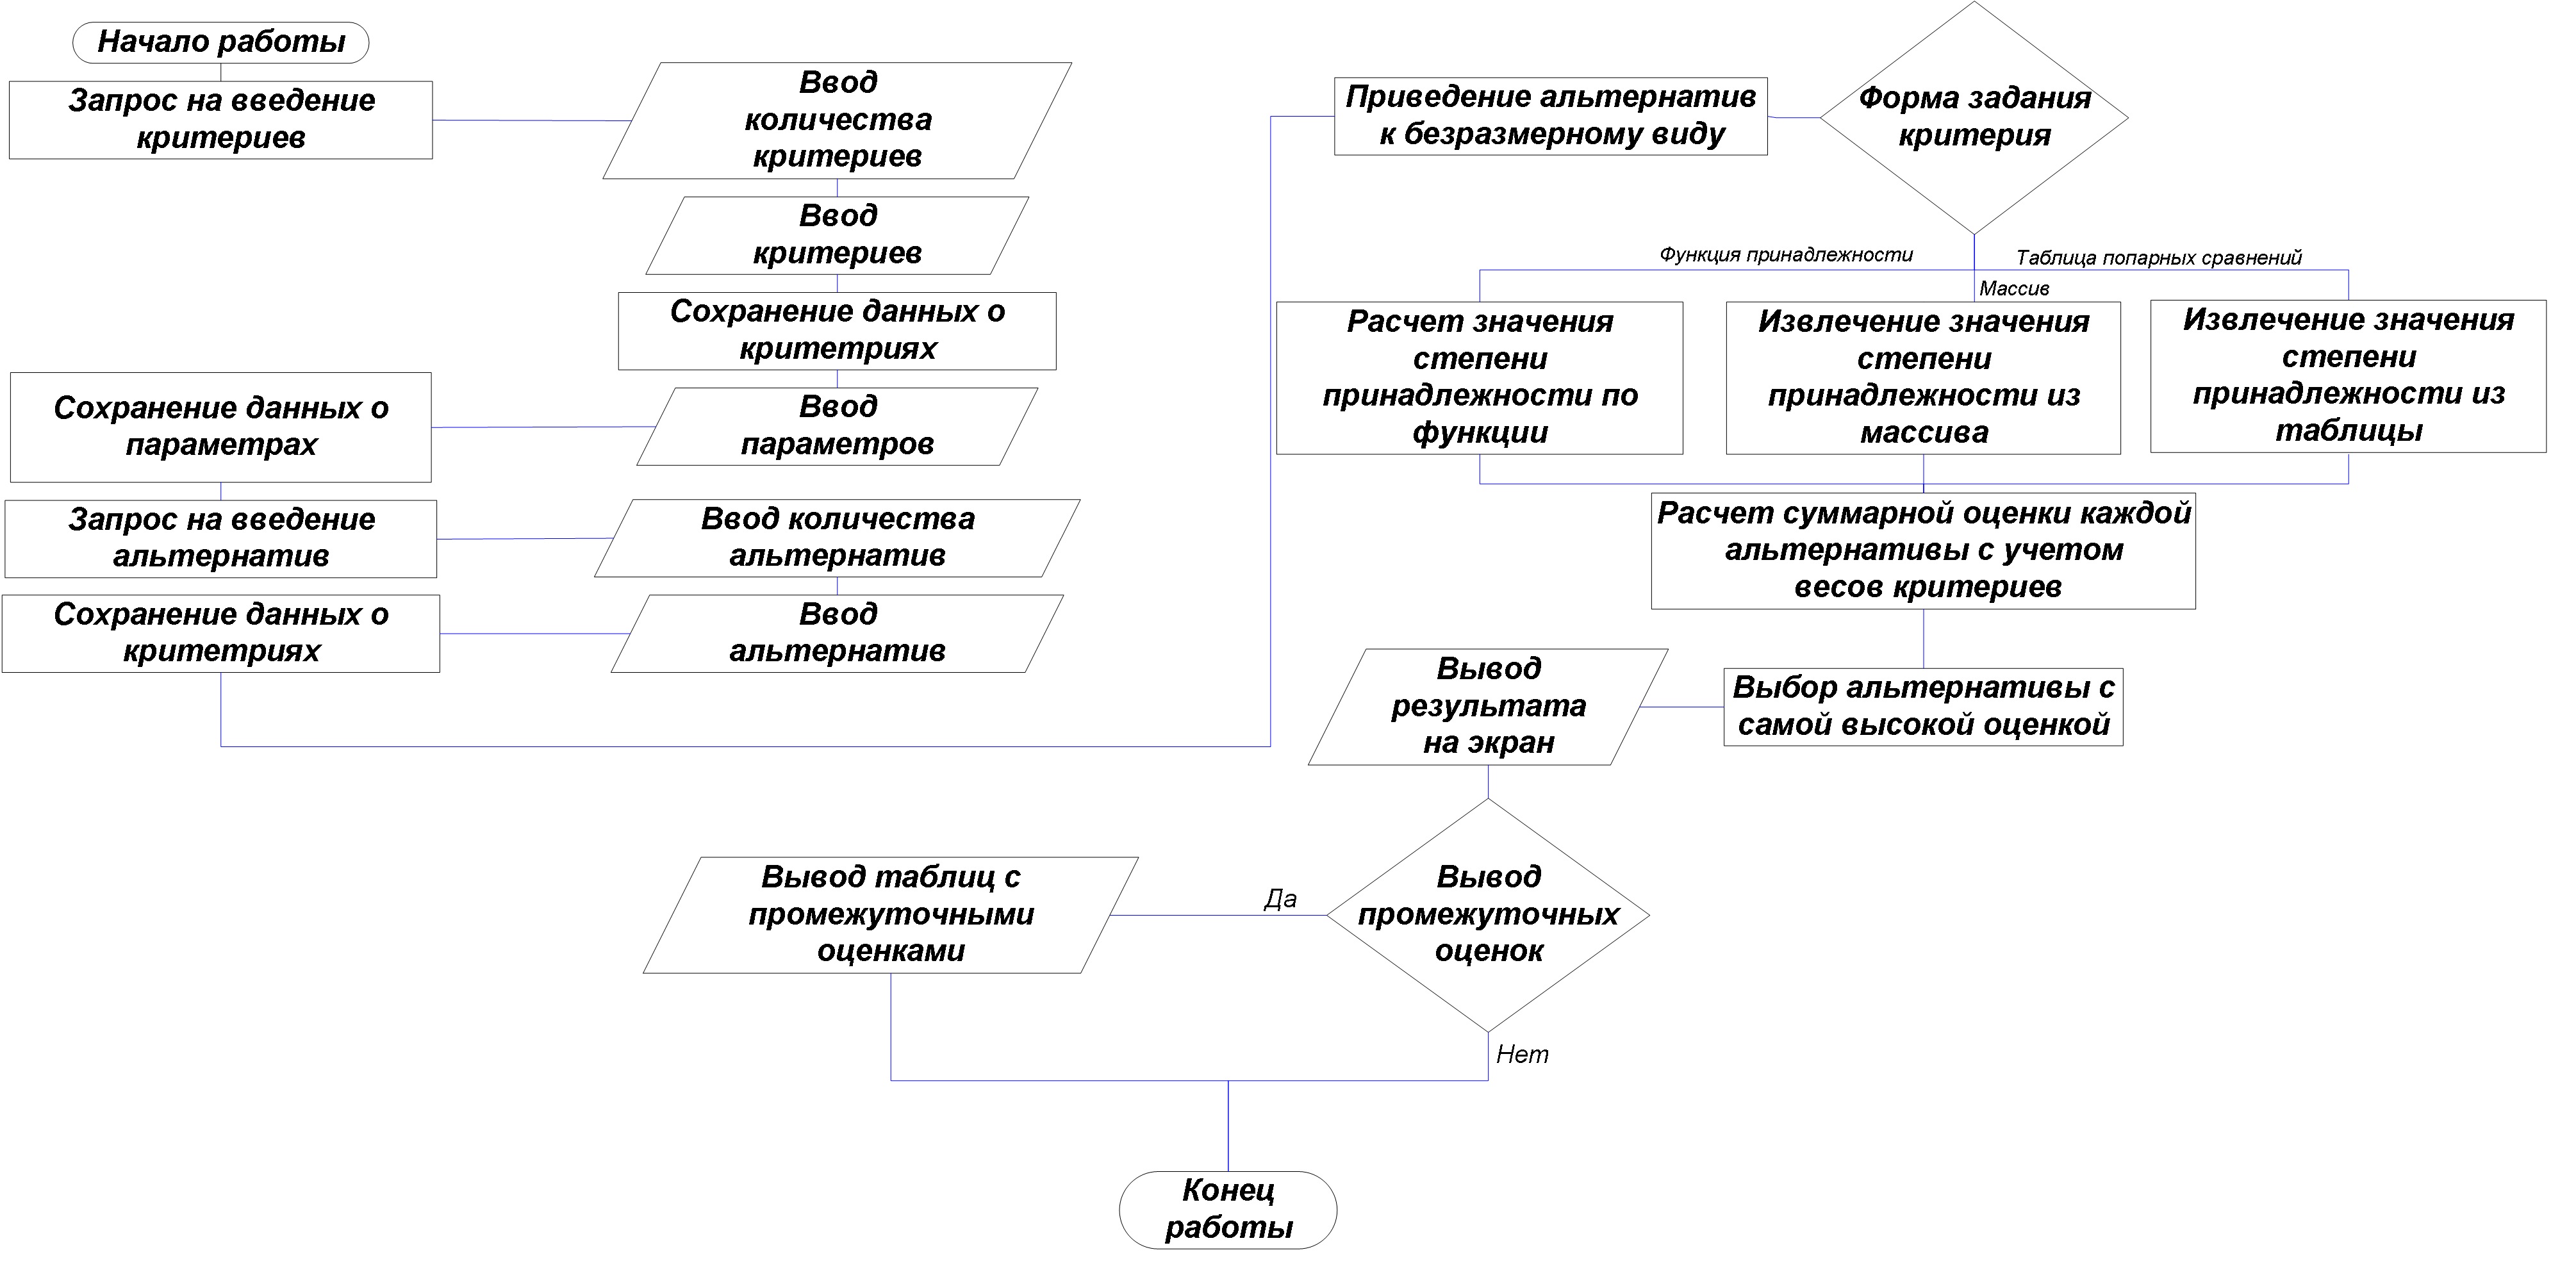 Начало работы
Запрос на введение
критериев
Ввод
количества
критериев
Ввод
критериев
Сохранение данных о
критетриях
Ввод
параметров
Сохранение данных о
параметрах
Запрос на введение
альтернатив
Ввод количества
альтернатив
Ввод
альтернатив
Сохранение данных о
критетриях
Приведение альтернатив
к безразмерному виду
Форма задания
критерия
Функция принадлежности
Массив
Таблица попарных сравнений
Расчет значения
степени
принадлежности по
функции
Извлечение значения
степени
принадлежности из
массива
Извлечение значения
степени
принадлежности из
таблицы
Расчет суммарной оценки каждой
альтернативы с учетом
весов критериев
Выбор альтернативы с
самой высокой оценкой
Вывод
результата
на экран
Вывод
промежуточных
оценок
Да
Нет
Вывод таблиц с
промежуточными
оценками
Конец
работы